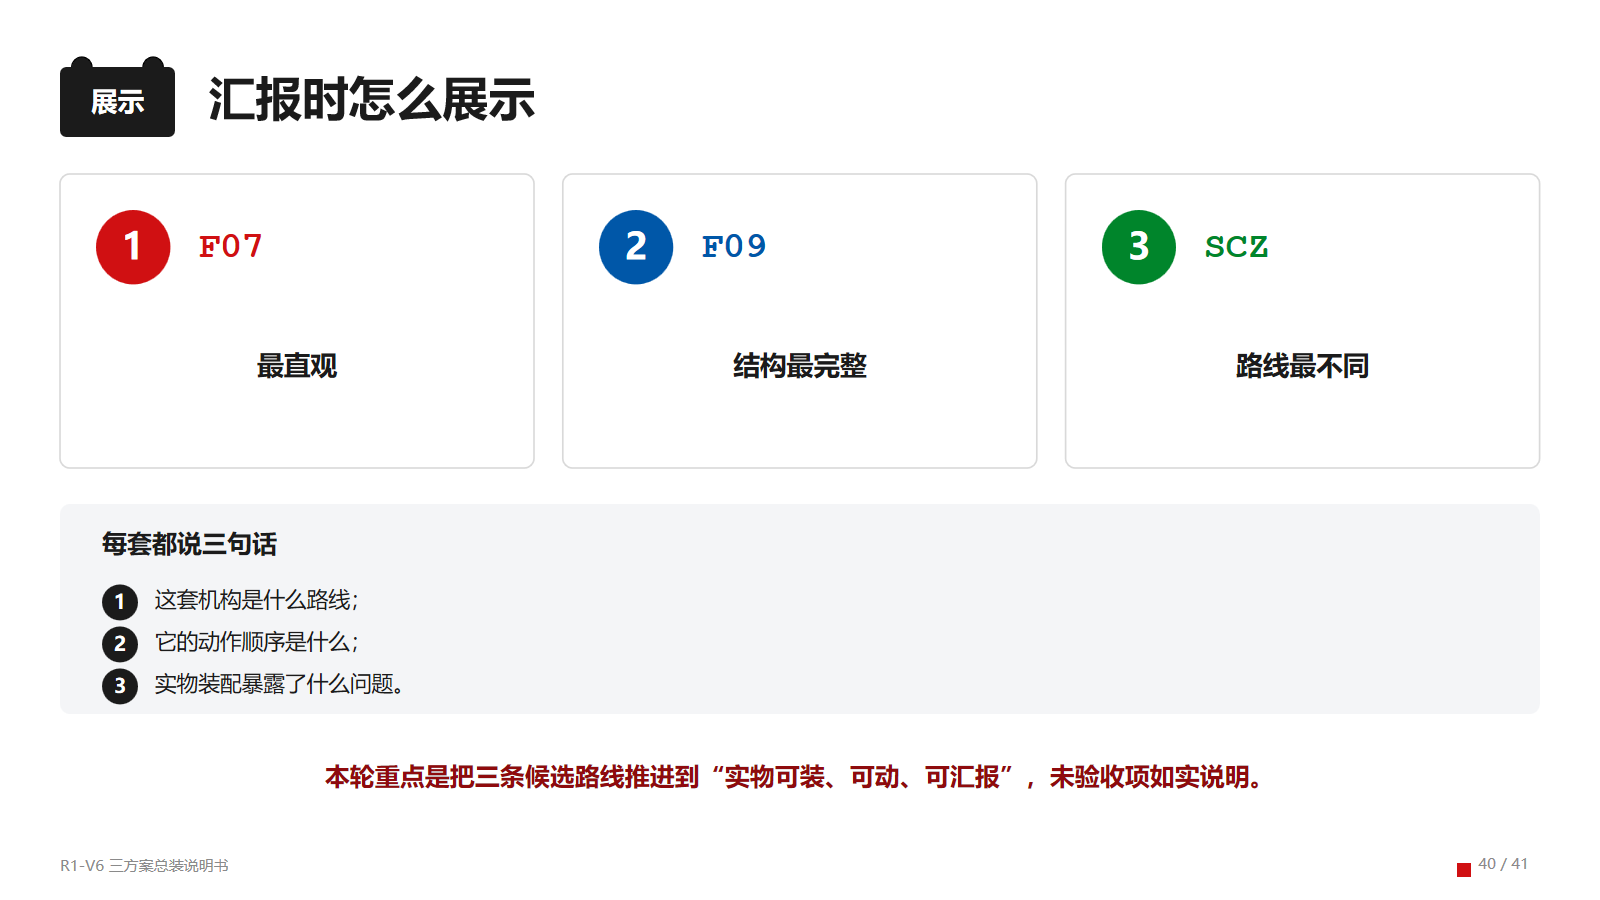 展示
汇报时怎么展示
1 F07
最直观
2 F09
结构最完整
3 SCZ
路线最不同
每套都说三句话
1 这套机构是什么路线；
2 它的动作顺序是什么；
3 实物装配暴露了什么问题。
本轮重点是把三条候选路线推进到“实物可装、可动、可汇报”，未验收项如实说明。
R1-V6 三方案总装说明书
40 / 41